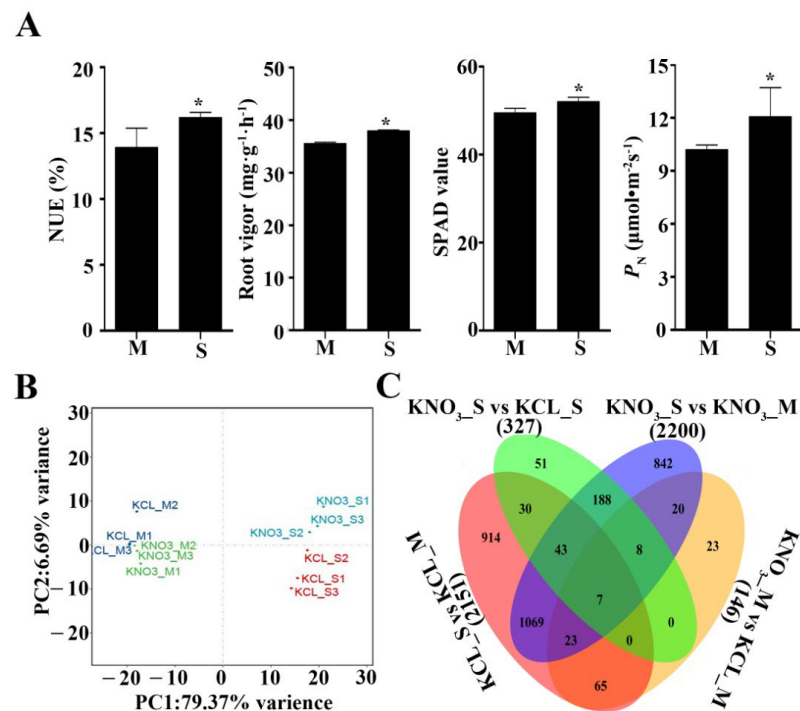 A
NUE (%)
20
15
10
5
0
M
S
*
Root vigor (mg·g⁻¹·h⁻¹)
50
40
30
20
10
0
M
S
*
SPAD value
60
40
20
0
M
S
*
P_N (μmol•m⁻²s⁻¹)
15
12
9
6
3
0
M
S
*
B
PC2:6.69% variance
30
20
10
0
−10
−20
KCL_M2
KCL_M1
CL_M3
KNO3_M2
KNO3_M3
KNO3_M1
KNO3_S1
KNO3_S3
KNO3_S2
KCL_S2
KCL_S1
KCL_S3
−20
−10
0
10
20
30
PC1:79.37% varience
C
KNO₃_S vs KCL_S
(327)
KNO₃_S vs KNO₃_M
(2200)
KCL_S vs KCL_M
(2151)
KNO₃_M vs KCL_M
(146)
51
842
30
188
20
914
43
8
23
7
1069
0
23
0
65